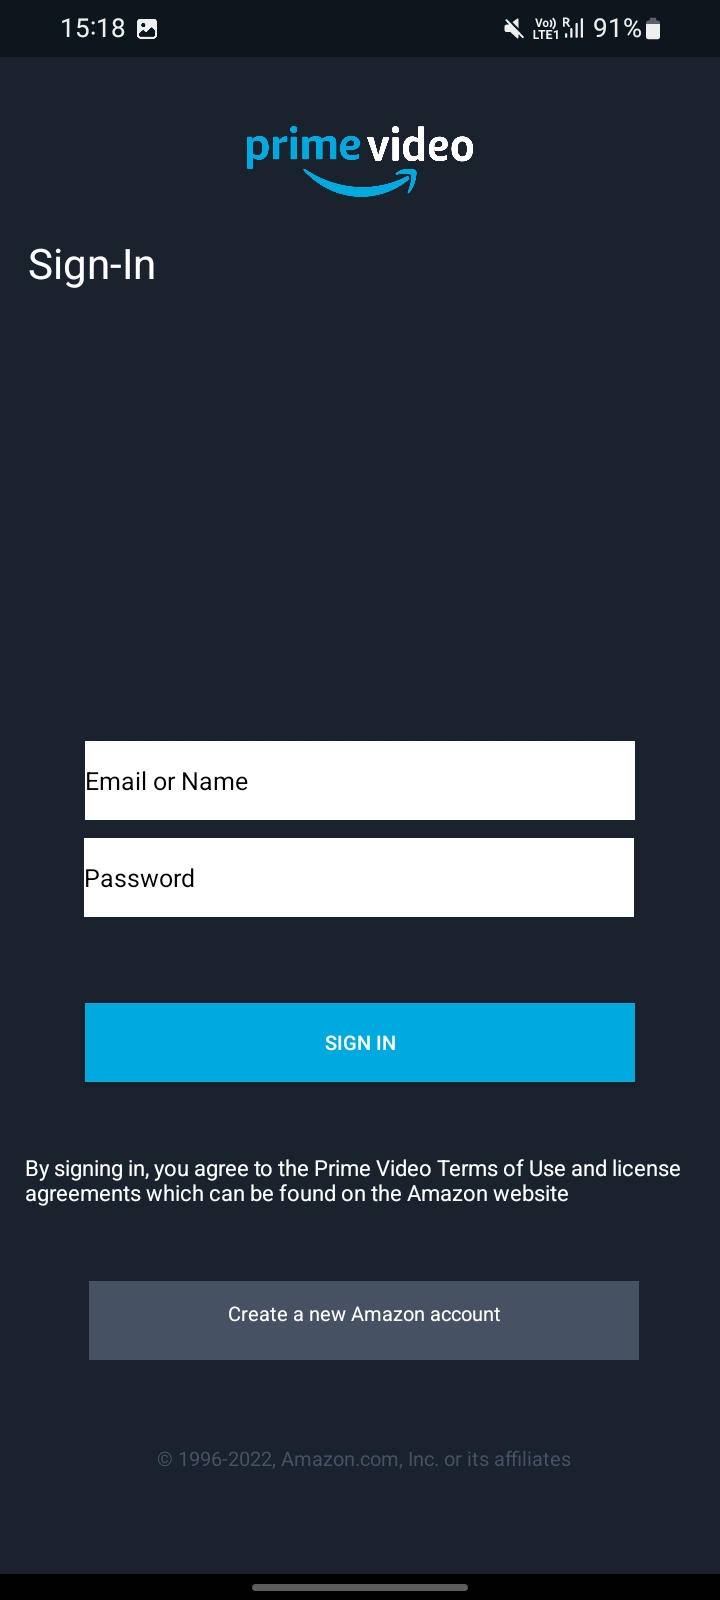 15:18 Vo)) LTE1 R 91%
prime video
Sign-In
Email or Name
Password
SIGN IN
By signing in, you agree to the Prime Video Terms of Use and license
agreements which can be found on the Amazon website
Create a new Amazon account
© 1996-2022, Amazon.com, Inc. or its affiliates